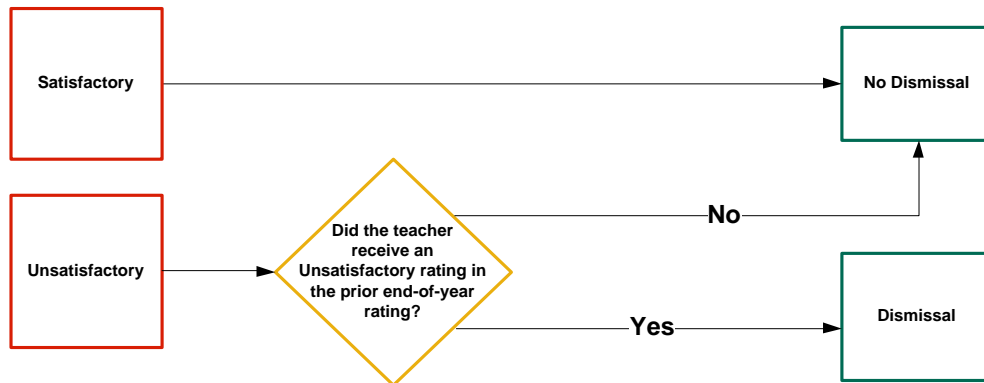 Satisfactory
No Dismissal
Unsatisfactory
Did the teacher
receive an
Unsatisfactory rating in
the prior end-of-year
rating?
No
Yes
Dismissal